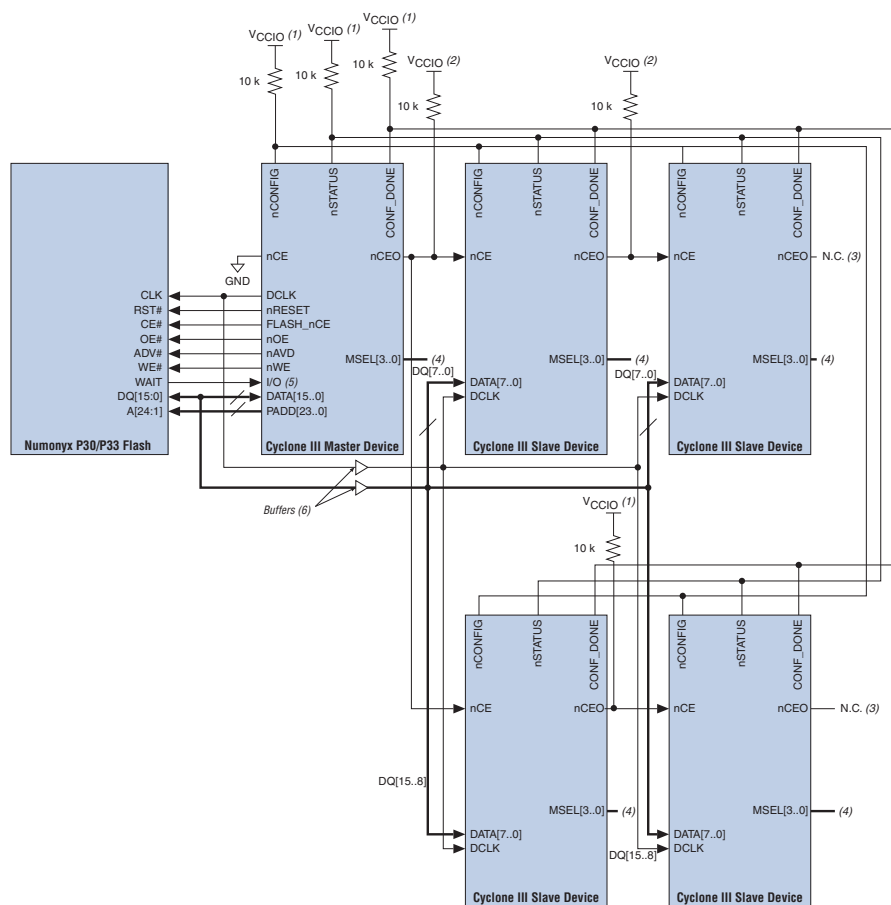 VCCIO (1)
VCCIO (1)
VCCIO (1)
VCCIO (2)
VCCIO (2)
10 k
10 k
10 k
10 k
10 k
nCONFIG
nSTATUS
CONF_DONE
nCONFIG
nSTATUS
CONF_DONE
nCONFIG
nSTATUS
CONF_DONE
nCE
nCEO
nCE
nCEO
nCE
nCEO
N.C. (3)
GND
CLK
DCLK
RST#
nRESET
CE#
FLASH_nCE
OE#
nOE
ADV#
nAVD
WE#
nWE
WAIT
I/O (5)
DQ[15:0]
DATA[15..0]
A[24:1]
PADD[23..0]
MSEL[3..0]
(4)
MSEL[3..0]
(4)
MSEL[3..0]
(4)
DQ[7..0]
DATA[7..0]
DCLK
DQ[7..0]
DATA[7..0]
DCLK
Numonyx P30/P33 Flash
Cyclone III Master Device
Cyclone III Slave Device
Cyclone III Slave Device
Buffers (6)
VCCIO (1)
10 k
nCONFIG
nSTATUS
CONF_DONE
nCONFIG
nSTATUS
CONF_DONE
nCE
nCEO
nCE
nCEO
N.C. (3)
DQ[15..8]
MSEL[3..0]
(4)
MSEL[3..0]
(4)
DATA[7..0]
DCLK
DQ[15..8]
DATA[7..0]
DCLK
Cyclone III Slave Device
Cyclone III Slave Device